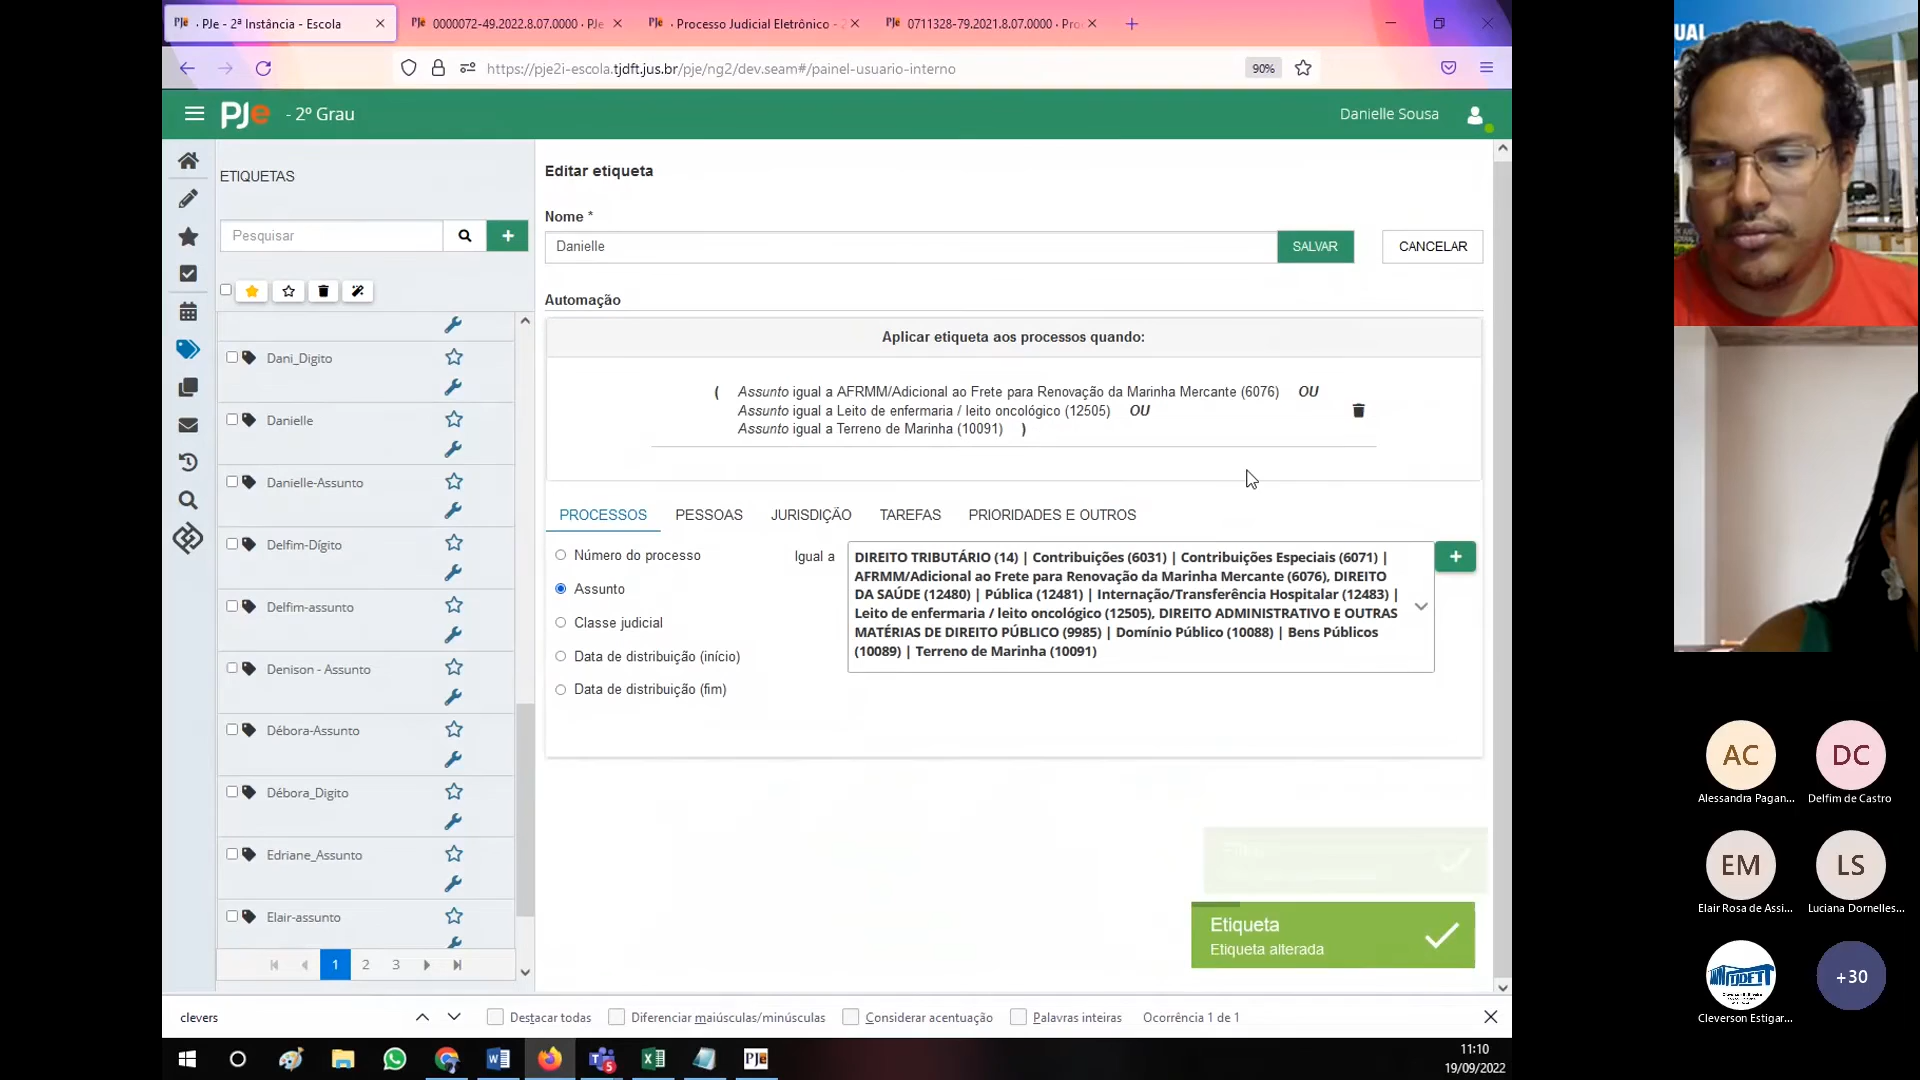 PJe - 2ª Instância - Escola
0000072-49.2022.8.07.0000 · PJe
· Processo Judicial Eletrônico - 2
0711328-79.2021.8.07.0000 · Pro
https://pje2i-escola.tjdft.jus.br/pje/ng2/dev.seam#/painel-usuario-interno
90%
PJe - 2º Grau
Danielle Sousa
ETIQUETAS
Pesquisar
Dani_Digito
Danielle
Danielle-Assunto
Delfim-Dígito
Delfim-assunto
Denison - Assunto
Débora-Assunto
Débora_Digito
Edriane_Assunto
Elair-assunto
1 2 3
Editar etiqueta
Nome *
Danielle
SALVAR
CANCELAR
Automação
Aplicar etiqueta aos processos quando:
( Assunto igual a AFRMM/Adicional ao Frete para Renovação da Marinha Mercante (6076) OU
Assunto igual a Leito de enfermaria / leito oncológico (12505) OU
Assunto igual a Terreno de Marinha (10091) )
PROCESSOS PESSOAS JURISDIÇÃO TAREFAS PRIORIDADES E OUTROS
Número do processo
Assunto
Classe judicial
Data de distribuição (início)
Data de distribuição (fim)
Igual a
DIREITO TRIBUTÁRIO (14) | Contribuições (6031) | Contribuições Especiais (6071) |
AFRMM/Adicional ao Frete para Renovação da Marinha Mercante (6076), DIREITO
DA SAÚDE (12480) | Pública (12481) | Internação/Transferência Hospitalar (12483) |
Leito de enfermaria / leito oncológico (12505), DIREITO ADMINISTRATIVO E OUTRAS
MATÉRIAS DE DIREITO PÚBLICO (9985) | Domínio Público (10088) | Bens Públicos
(10089) | Terreno de Marinha (10091)
Etiqueta
Etiqueta alterada
clevers
Destacar todas
Diferenciar maiúsculas/minúsculas
Considerar acentuação
Palavras inteiras
Ocorrência 1 de 1
5
PJe
11:10
19/09/2022
UAL
AC
Alessandra Pagan...
DC
Delfim de Castro
EM
Elair Rosa de Assi...
LS
Luciana Dornelles...
TJDFT
Cleverson Estigar...
+30